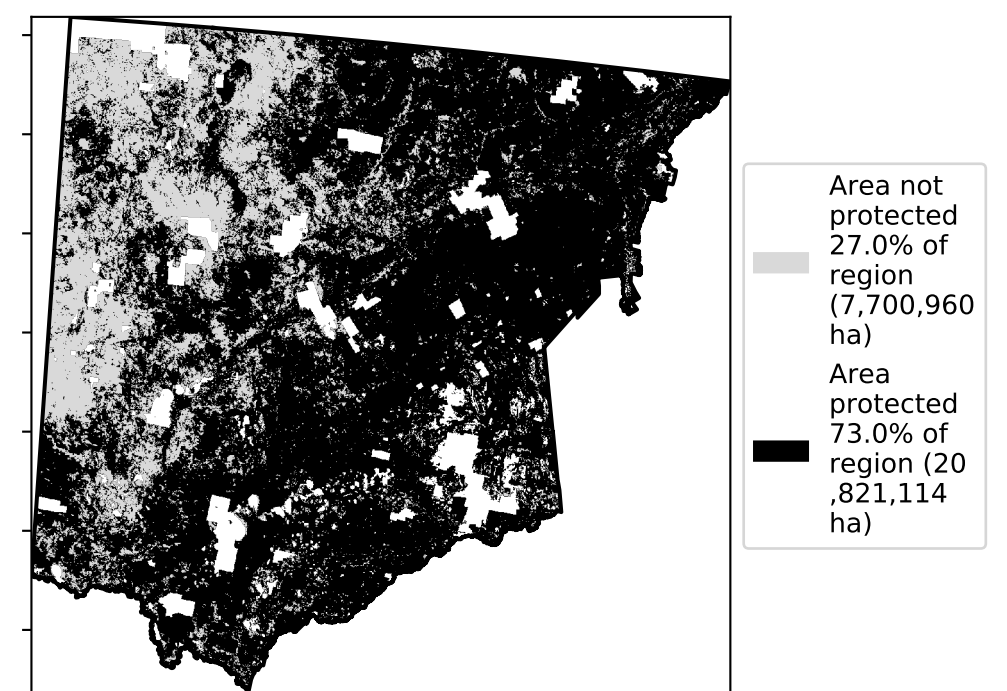 Area not
protected
27.0% of
region
(7,700,960
ha)
Area
protected
73.0% of
region (20
,821,114
ha)